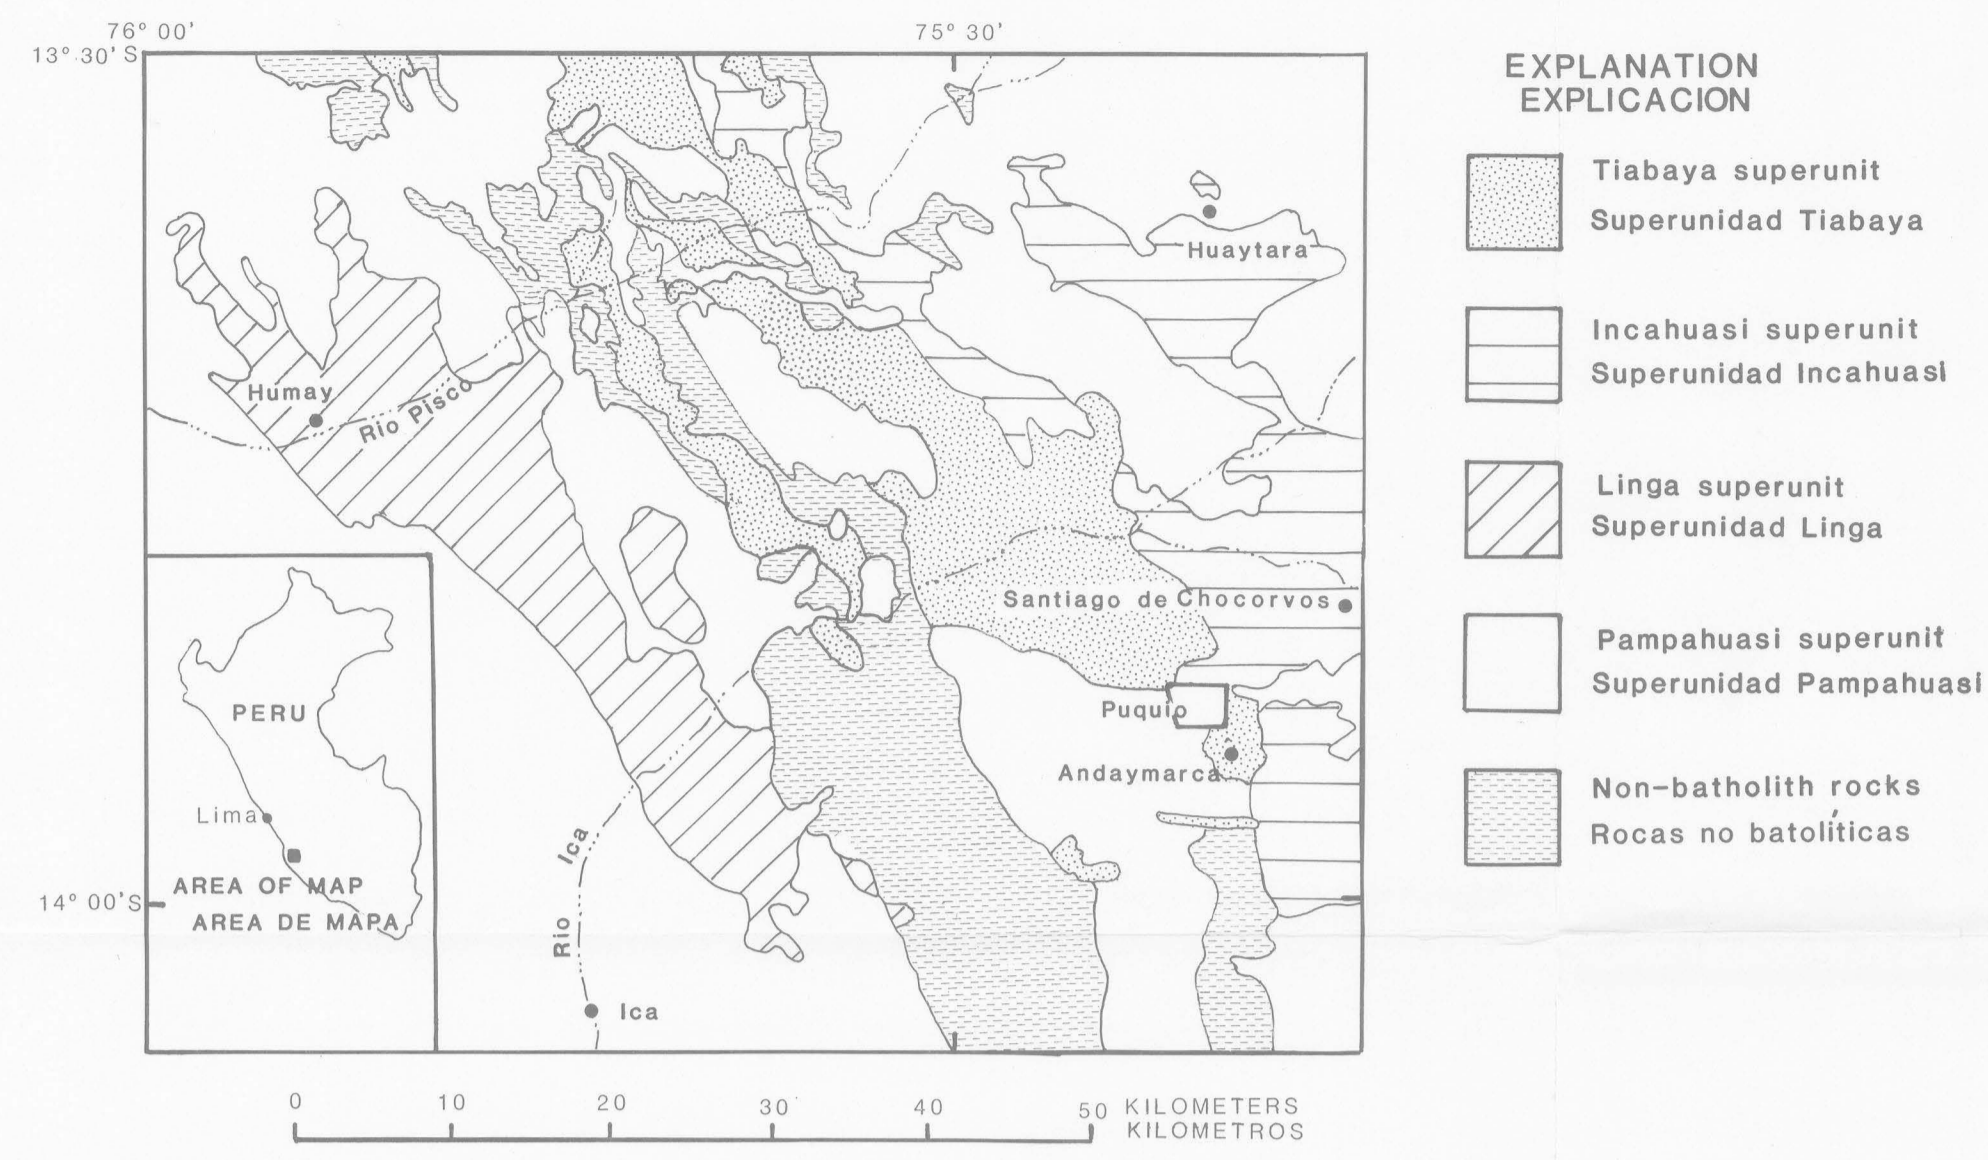 76° 00'
75° 30'
13° 30' S
EXPLANATION
EXPLICACION
Tiabaya superunit
Superunidad Tiabaya
Huaytara
Incahuasi superunit
Superunidad Incahuasi
Humay
Rio Pisco
Linga superunit
Superunidad Linga
Santiago de Chocorvos
Pampahuasi superunit
Superunidad Pampahuasi
PERU
Puquio
Andaymarca
Non-batholith rocks
Rocas no batolíticas
Lima
Rio Ica
AREA OF MAP
AREA DE MAPA
14° 00' S
Ica
0 10 20 30 40 50 KILOMETERS
KILOMETROS